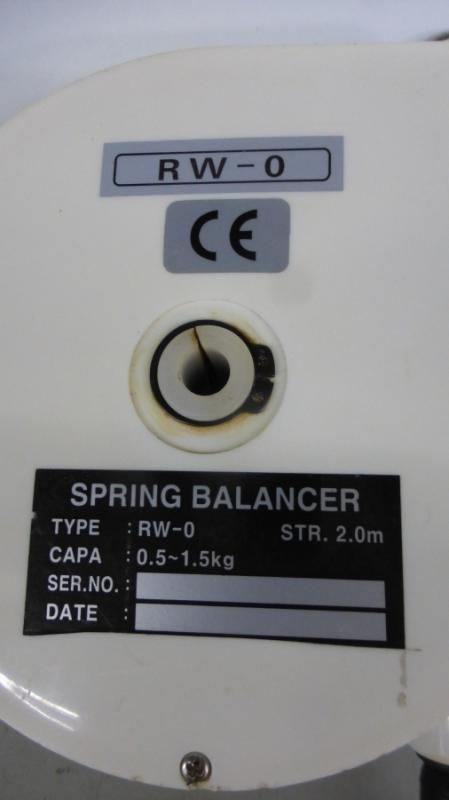 RW-0
CE
SPRING BALANCER
TYPE : RW-0 STR. 2.0m
CAPA : 0.5~1.5kg
SER.NO. :
DATE :